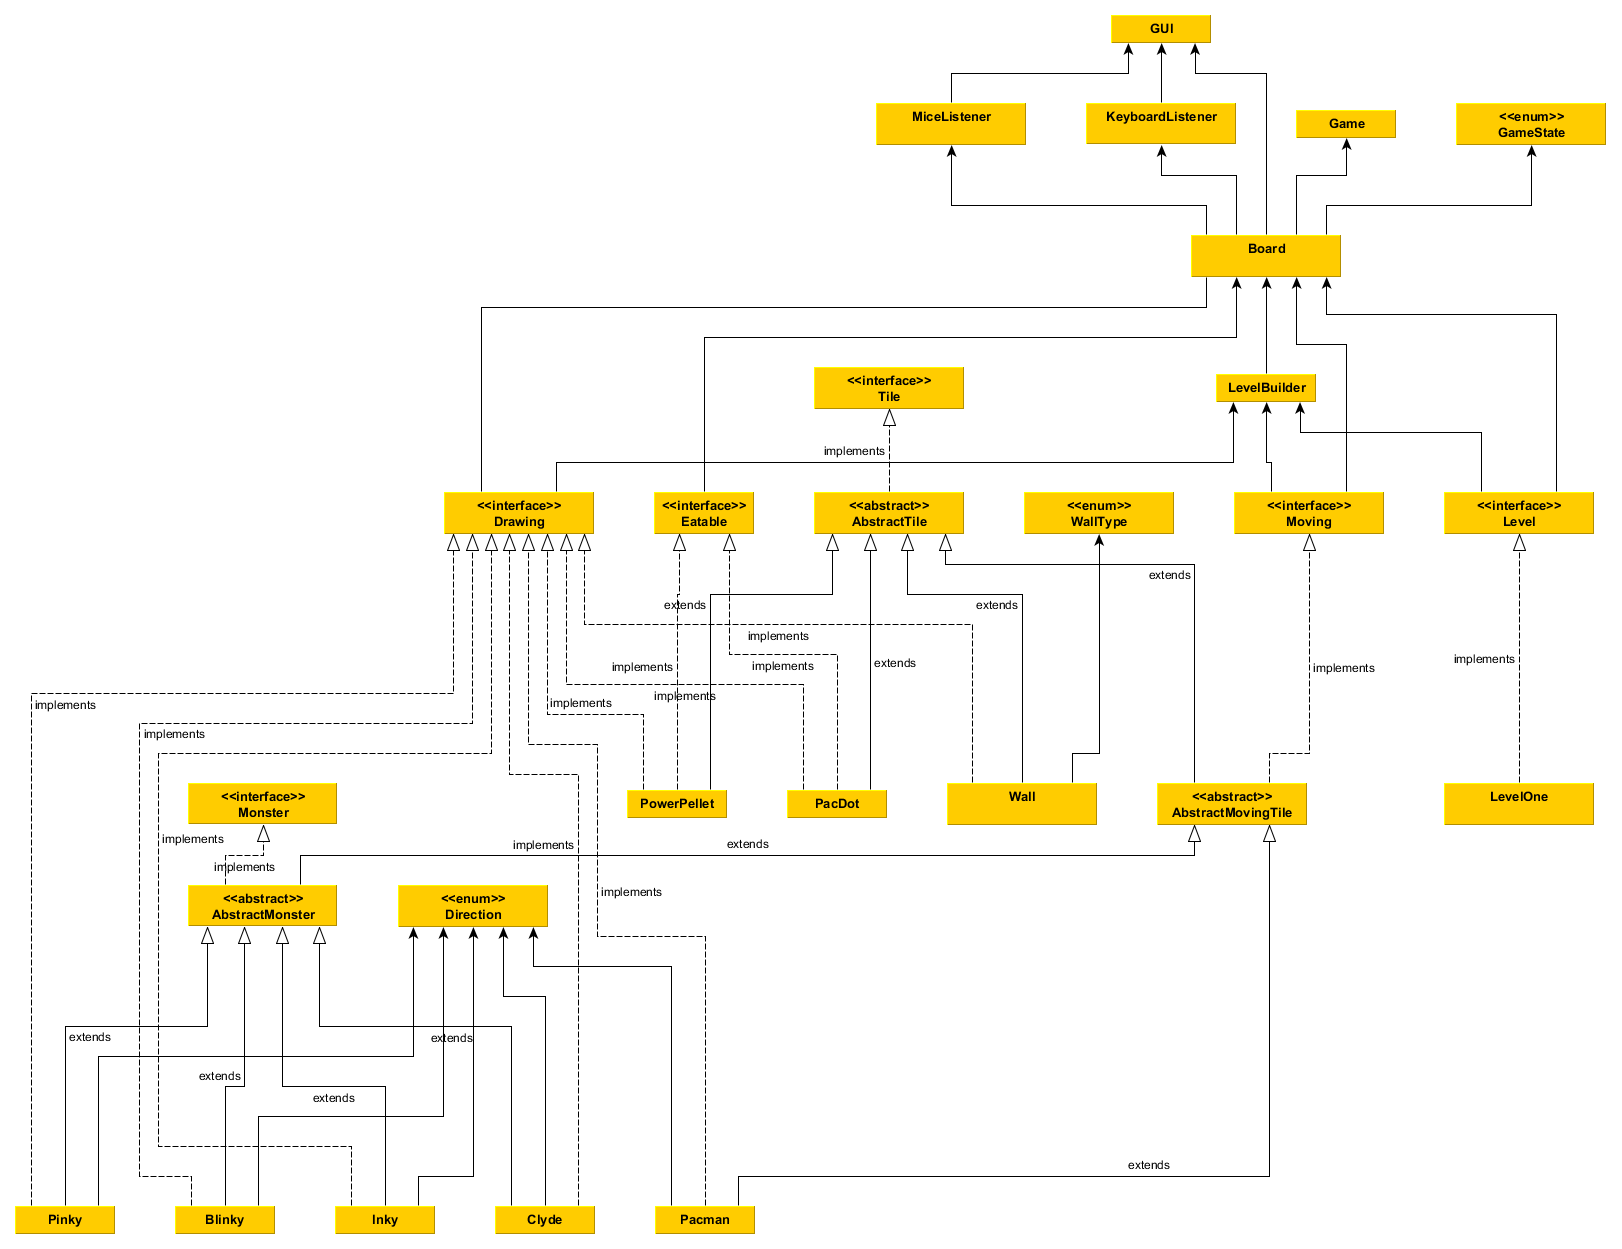 GUI
MiceListener
KeyboardListener
Game
<<enum>>
GameState
Board
<<interface>>
Tile
LevelBuilder
implements
<<interface>>
Drawing
<<interface>>
Eatable
<<abstract>>
AbstractTile
<<enum>>
WallType
<<interface>>
Moving
<<interface>>
Level
extends
extends
extends
implements
implements
implements
extends
implements
implements
implements
implements
implements
implements
<<interface>>
Monster
PowerPellet
PacDot
Wall
<<abstract>>
AbstractMovingTile
LevelOne
implements
implements
extends
implements
implements
<<abstract>>
AbstractMonster
<<enum>>
Direction
extends
extends
extends
extends
extends
Pinky
Blinky
Inky
Clyde
Pacman